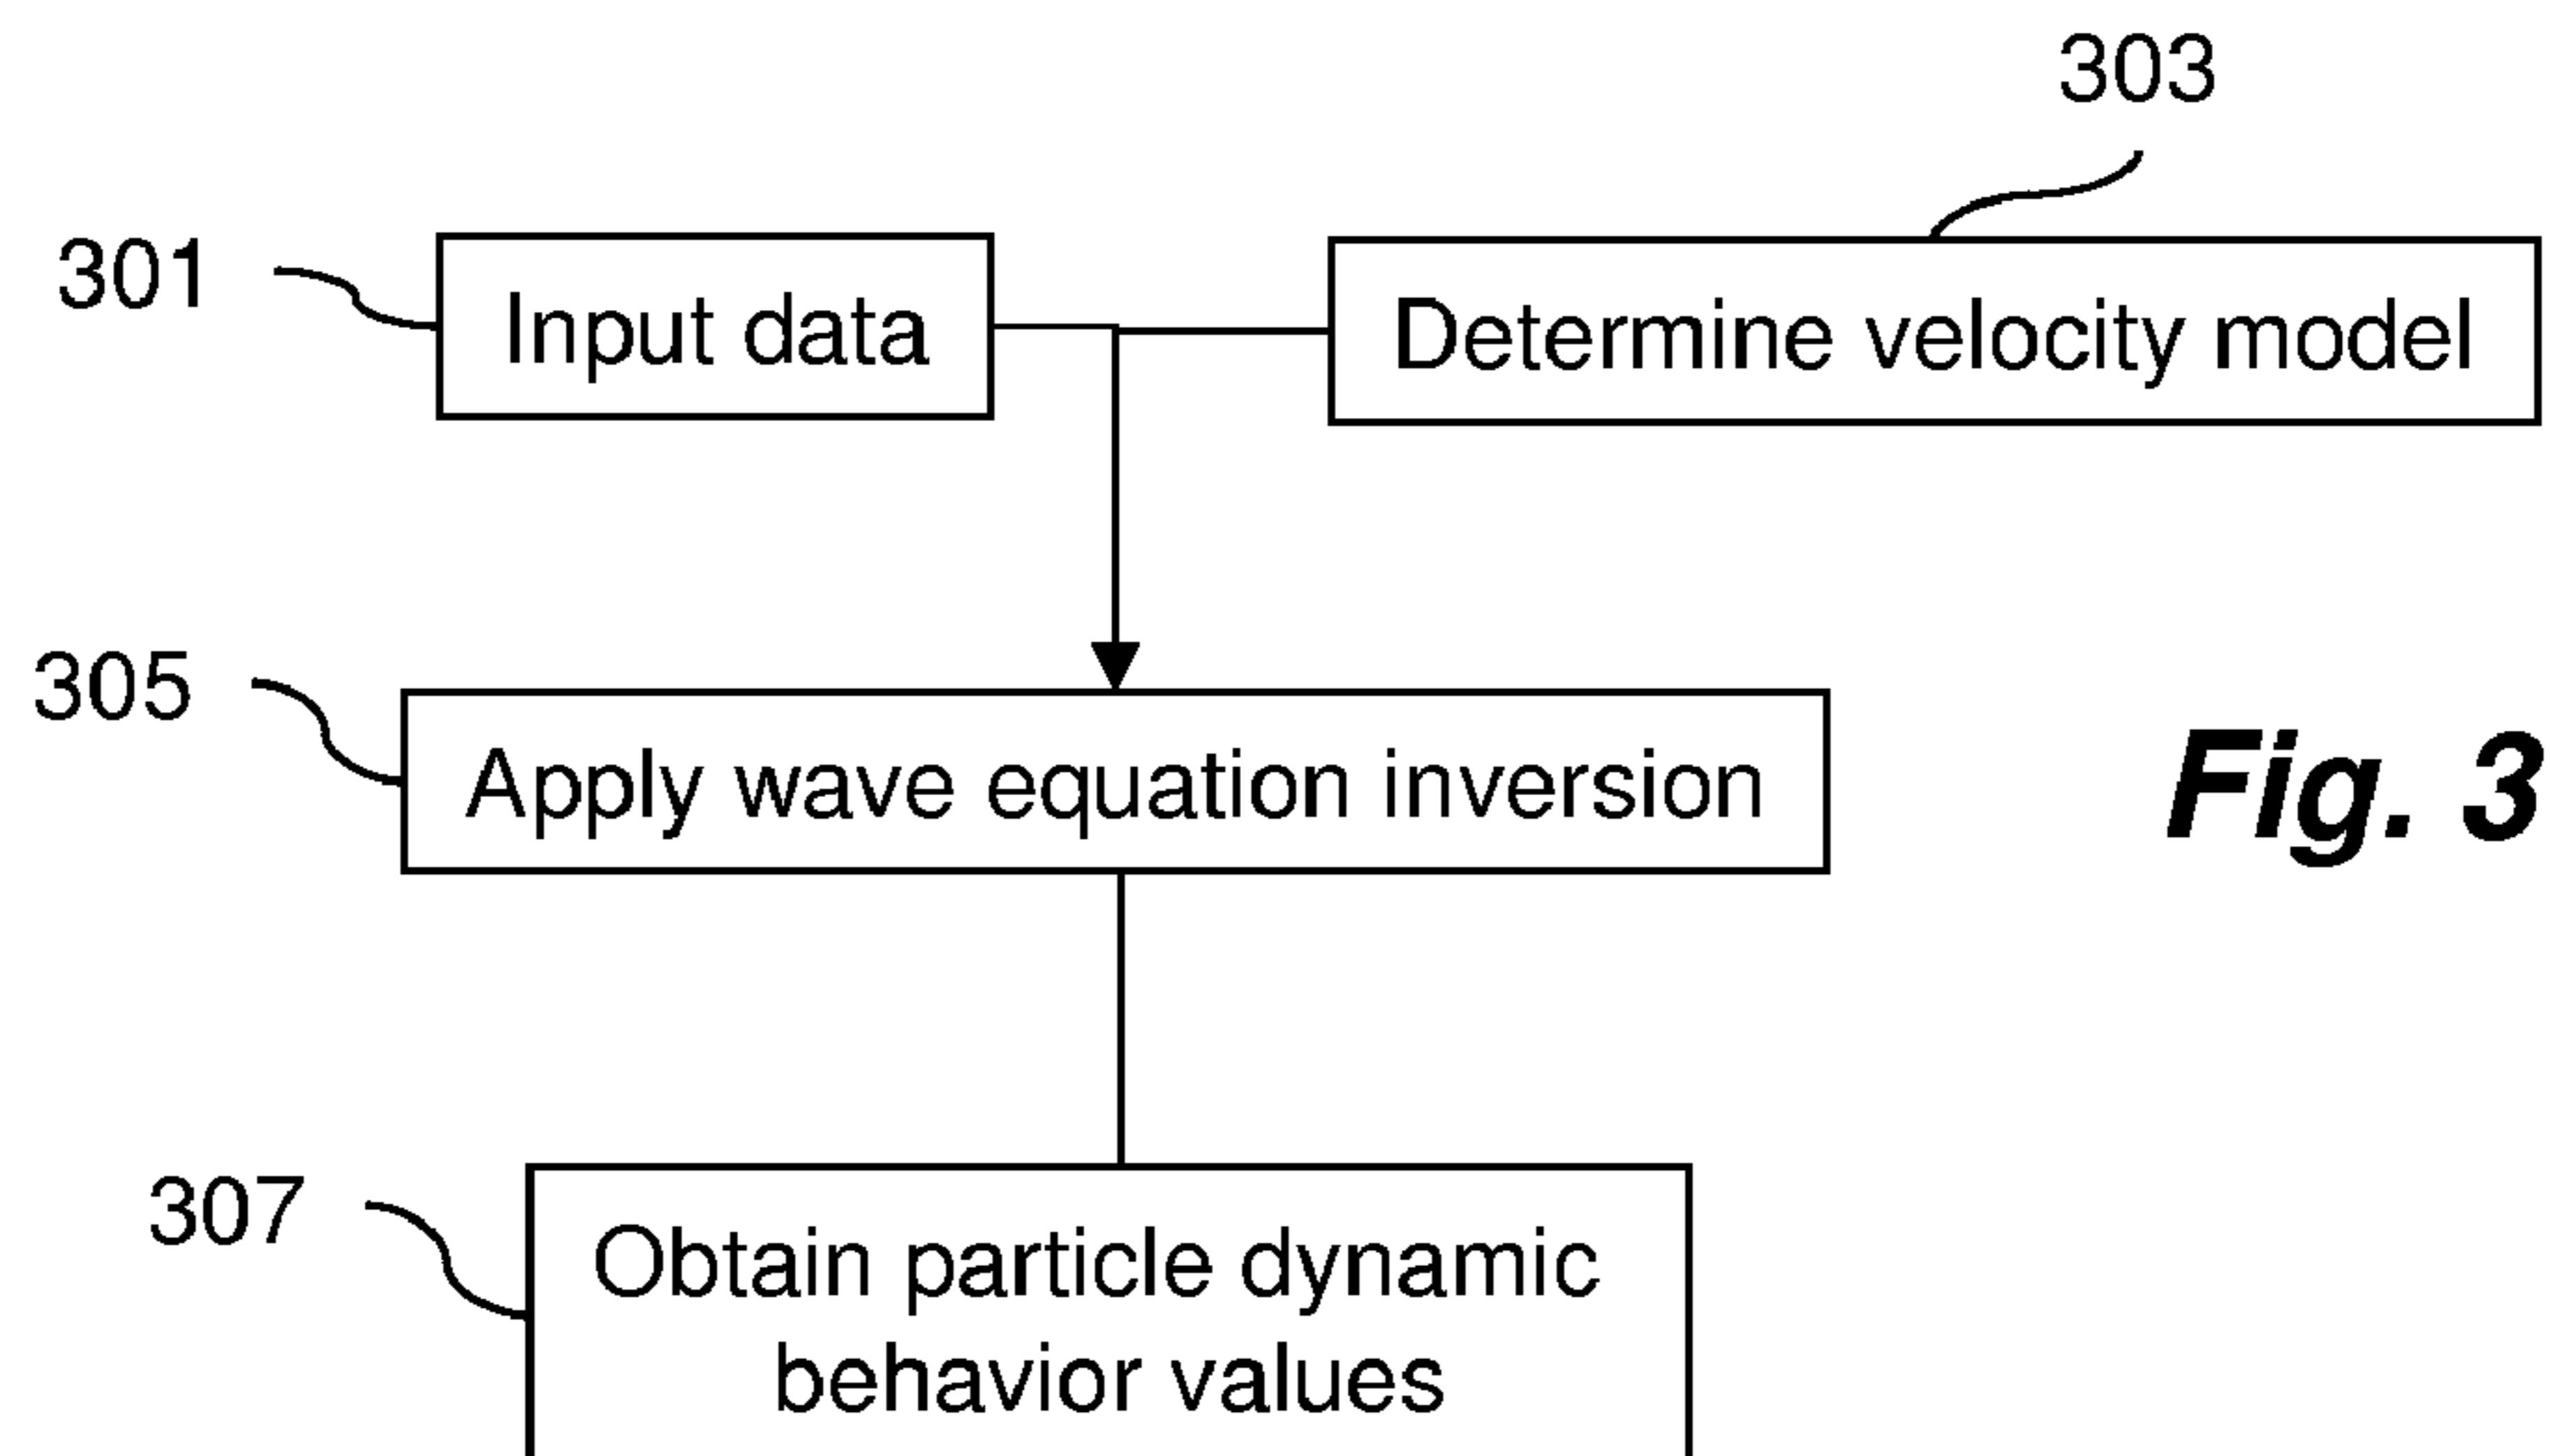 303
301
Input data
Determine velocity model
305
Apply wave equation inversion
Fig. 3
307
Obtain particle dynamic
behavior values